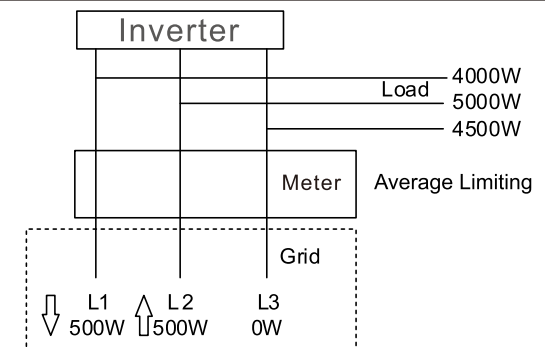 Inverter
4000W
Load
5000W
4500W
Meter
Average Limiting
Grid
L1 L2 L3
500W 500W 0W